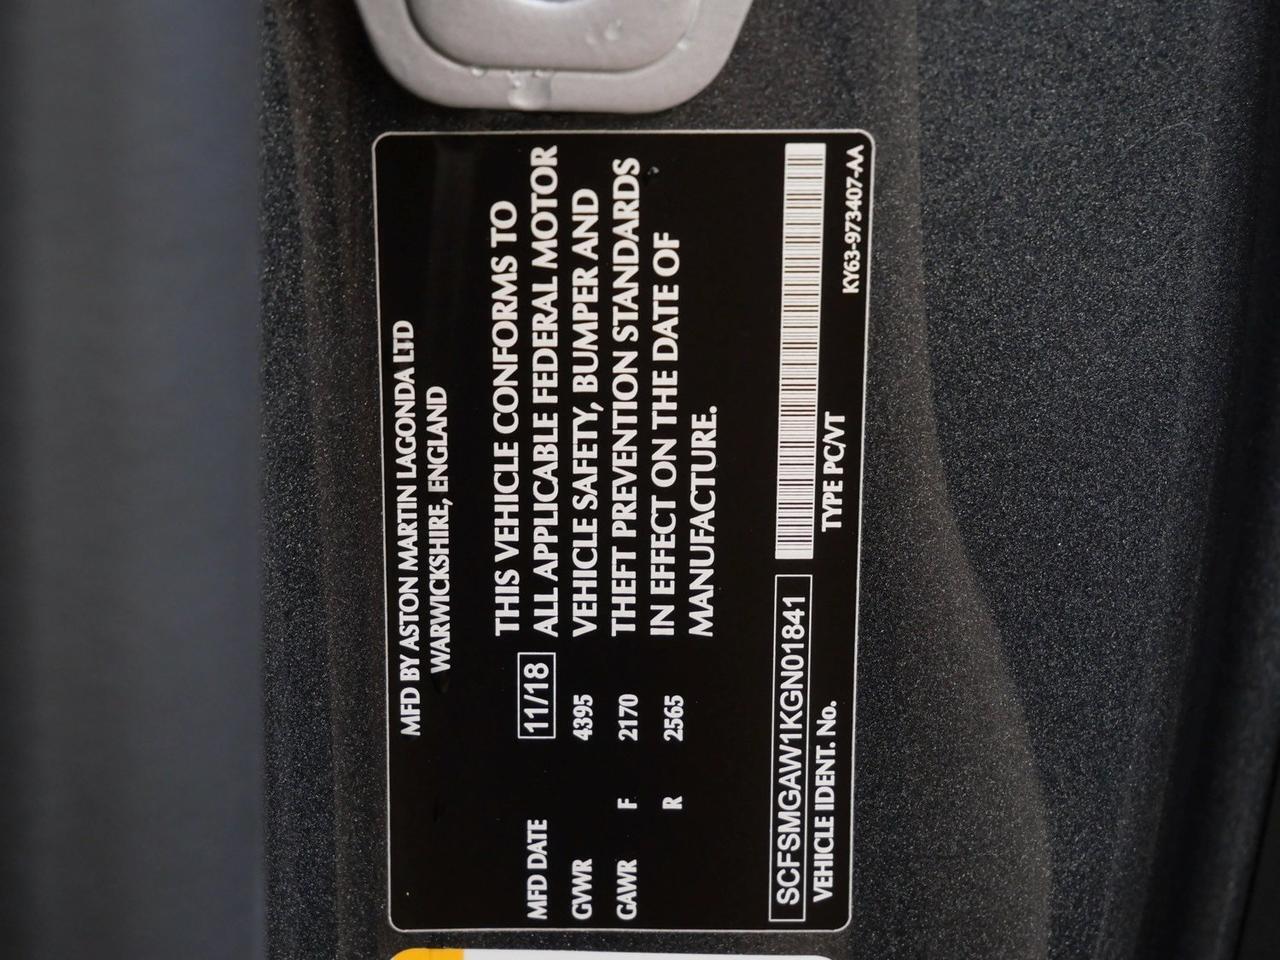 MFD BY ASTON MARTIN LAGONDA LTD
WARWICKSHIRE, ENGLAND
MFD DATE 11/18
GVWR 4395
GAWR F 2170
R 2565
THIS VEHICLE CONFORMS TO
ALL APPLICABLE FEDERAL MOTOR
VEHICLE SAFETY, BUMPER AND
THEFT PREVENTION STANDARDS
IN EFFECT ON THE DATE OF
MANUFACTURE.
SCFSMGAW1KGN01841
VEHICLE IDENT. No.
TYPE PC/VT
KY63-973407-AA